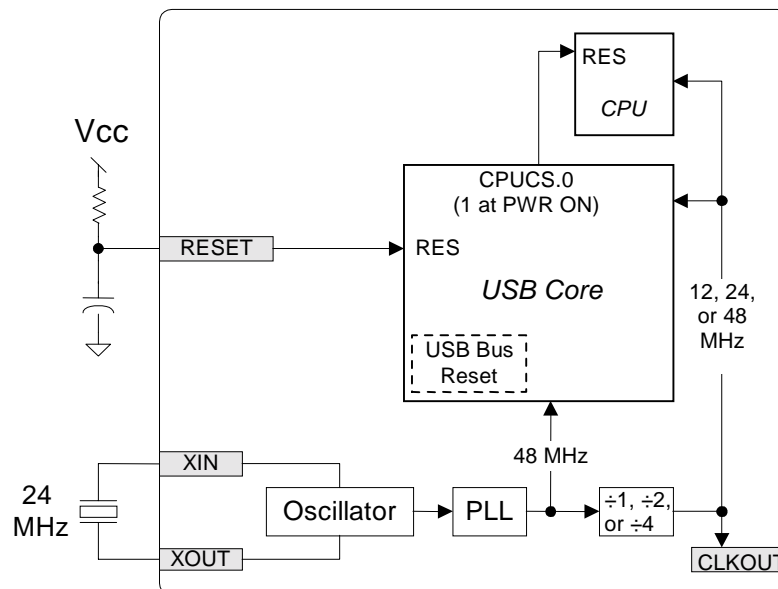 RES
CPU
Vcc
CPUCS.0
(1 at PWR ON)
RESET
RES
USB Core
12, 24,
or 48
MHz
USB Bus
Reset
XIN
48 MHz
24
MHz
Oscillator
PLL
÷1, ÷2,
or ÷4
XOUT
CLKOUT